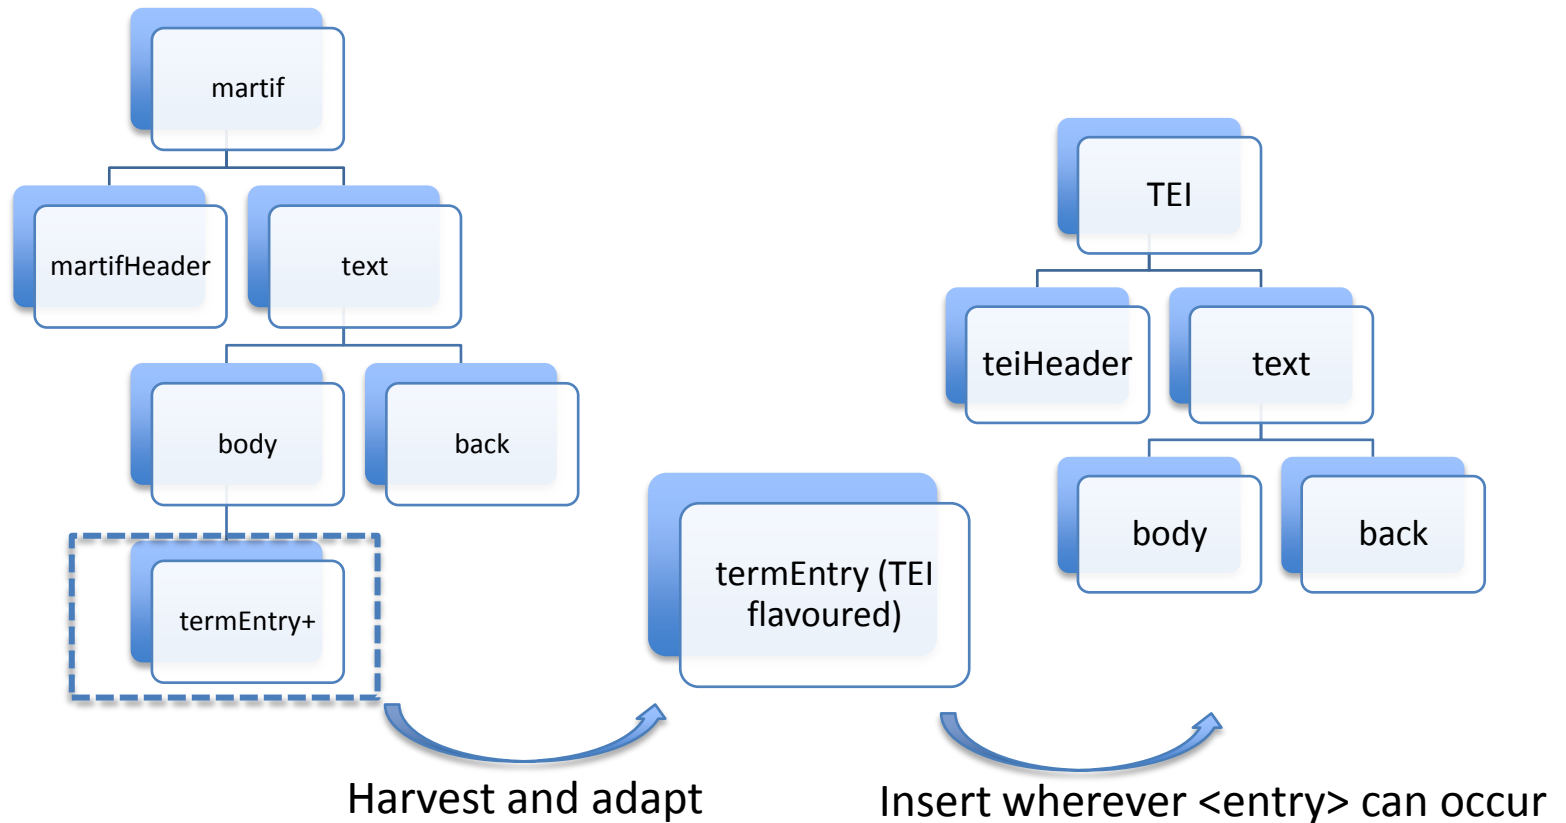 martif
martifHeader
text
body
back
termEntry+
termEntry (TEI
flavoured)
TEI
teiHeader
text
body
back
Harvest and adapt
Insert wherever <entry> can occur